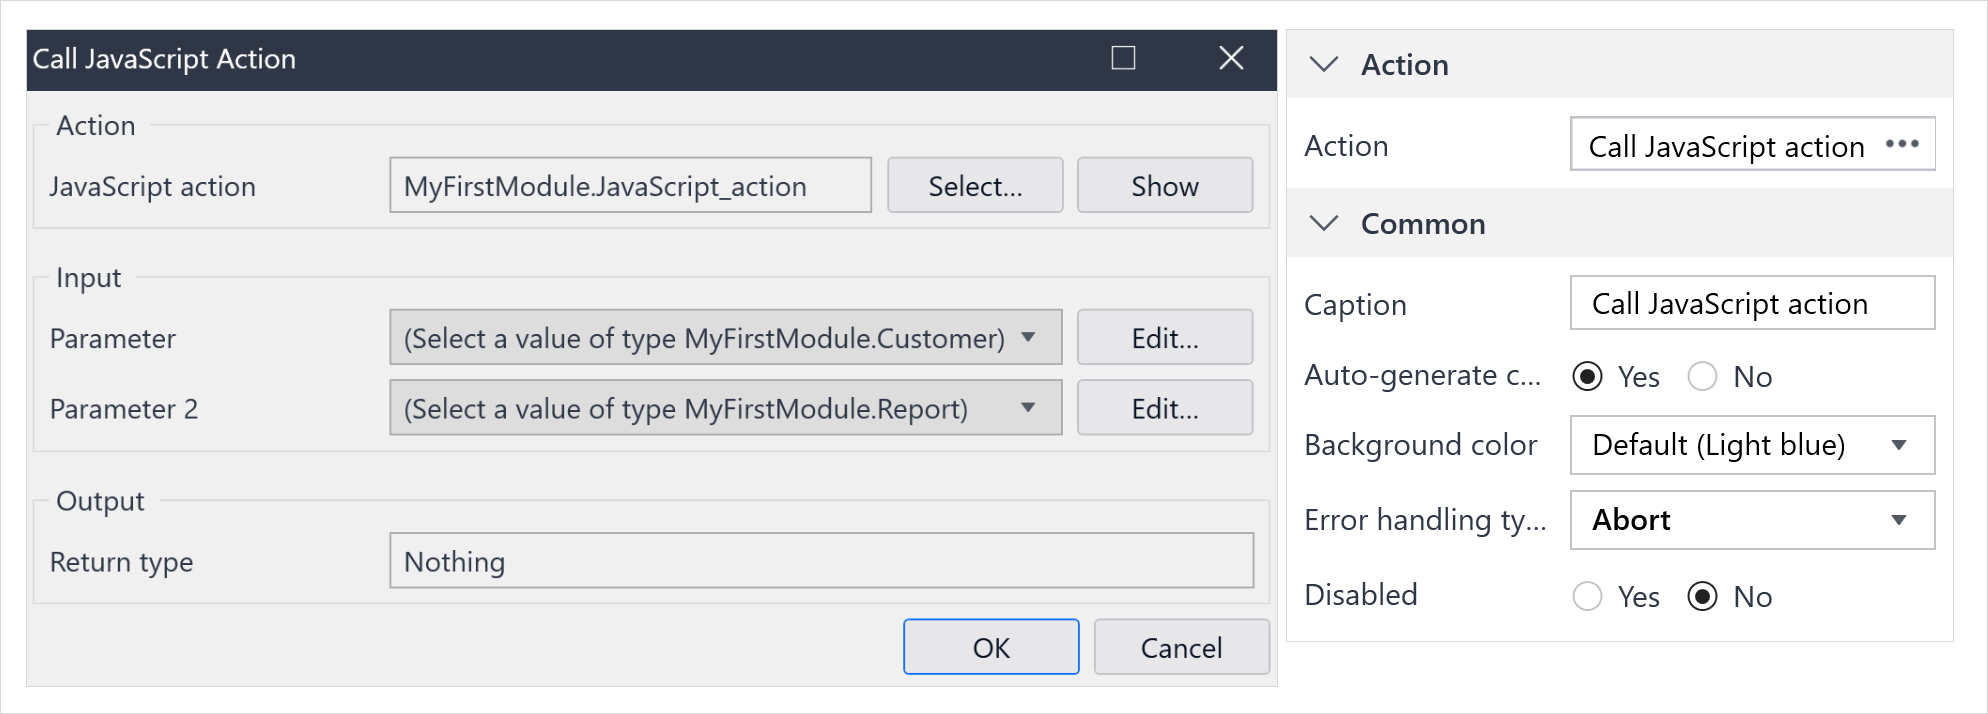 Call JavaScript Action
Action
JavaScript action
MyFirstModule.JavaScript_action
Select...
Show
Input
Parameter
(Select a value of type MyFirstModule.Customer)
Edit...
Parameter 2
(Select a value of type MyFirstModule.Report)
Edit...
Output
Return type
Nothing
OK
Cancel
Action
Action
Call JavaScript action
Common
Caption
Call JavaScript action
Auto-generate c...
Yes
No
Background color
Default (Light blue)
Error handling ty...
Abort
Disabled
Yes
No